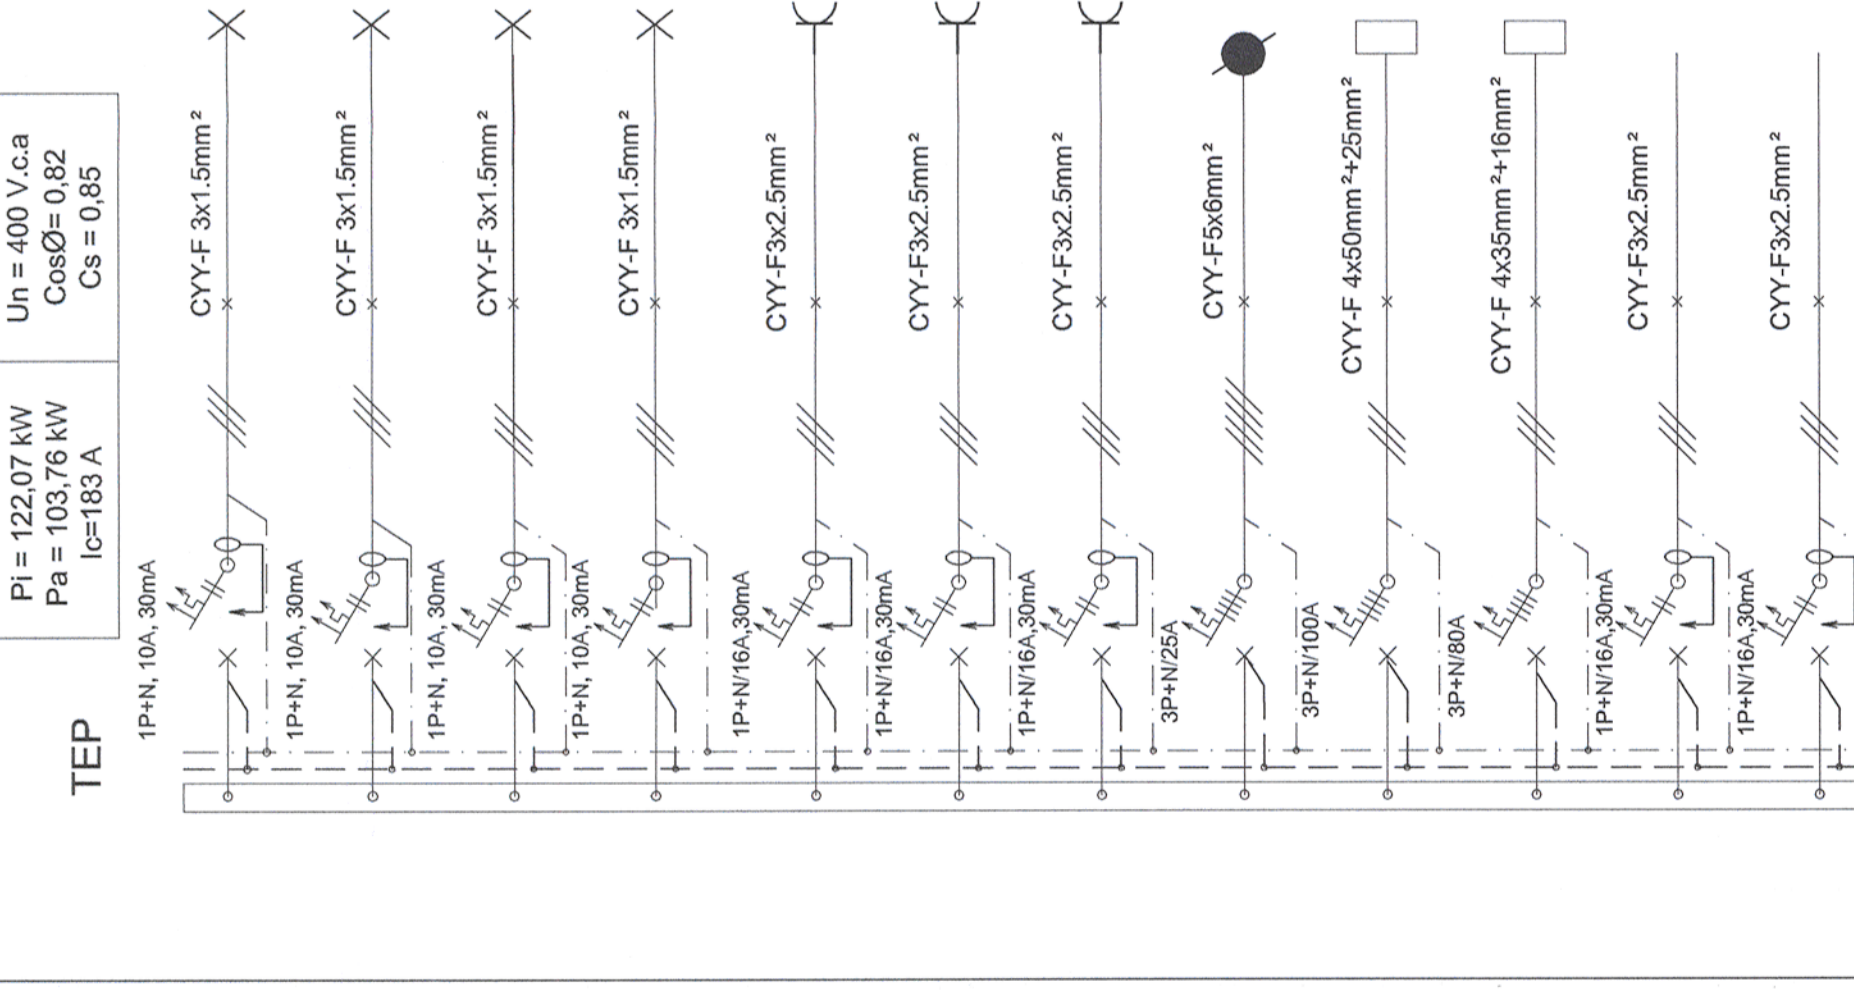 TEP
Pi = 122,07 kW
Pa = 103,76 kW
Ic=183 A
Un = 400 V.c.a
CosØ= 0,82
Cs = 0,85
1P+N, 10A, 30mA
CYY-F 3x1.5mm²
1P+N, 10A, 30mA
CYY-F 3x1.5mm²
1P+N, 10A, 30mA
CYY-F 3x1.5mm²
1P+N, 10A, 30mA
CYY-F 3x1.5mm²
1P+N/16A,30mA
CYY-F3x2.5mm²
1P+N/16A,30mA
CYY-F3x2.5mm²
1P+N/16A,30mA
CYY-F3x2.5mm²
3P+N/25A
CYY-F5x6mm²
3P+N/100A
CYY-F 4x50mm²+25mm²
3P+N/80A
CYY-F 4x35mm²+16mm²
1P+N/16A,30mA
CYY-F3x2.5mm²
1P+N/16A,30mA
CYY-F3x2.5mm²